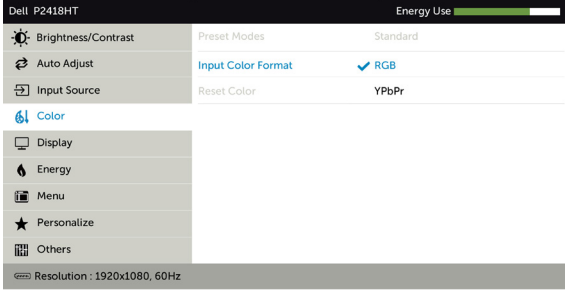 Dell P2418HT Energy Use
Brightness/Contrast Preset Modes Standard
Auto Adjust Input Color Format RGB
Input Source Reset Color YPbPr
Color
Display
Energy
Menu
Personalize
Others
Resolution : 1920x1080, 60Hz